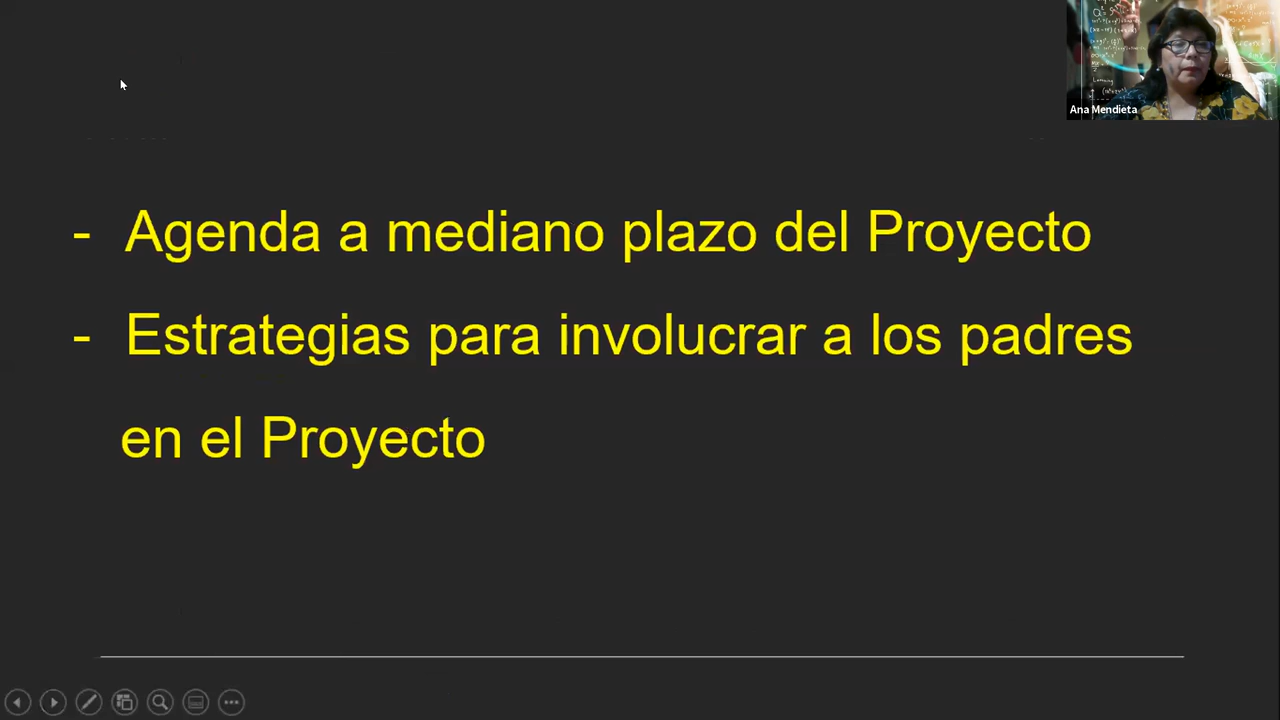 Ana Mendieta
- Agenda a mediano plazo del Proyecto
- Estrategias para involucrar a los padres
en el Proyecto